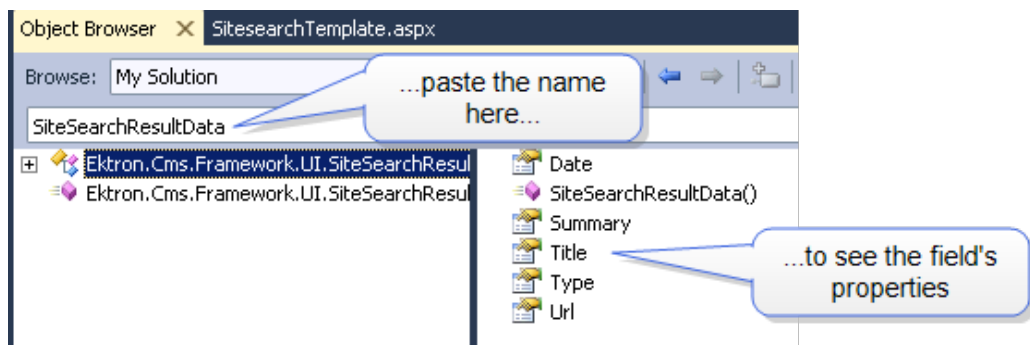 Object Browser SitesearchTemplate.aspx
Browse: My Solution
...paste the name
here...
SiteSearchResultData
Ektron.Cms.Framework.UI.SiteSearchResul
Ektron.Cms.Framework.UI.SiteSearchResul
Date
SiteSearchResultData()
Summary
Title
Type
Url
...to see the field's
properties